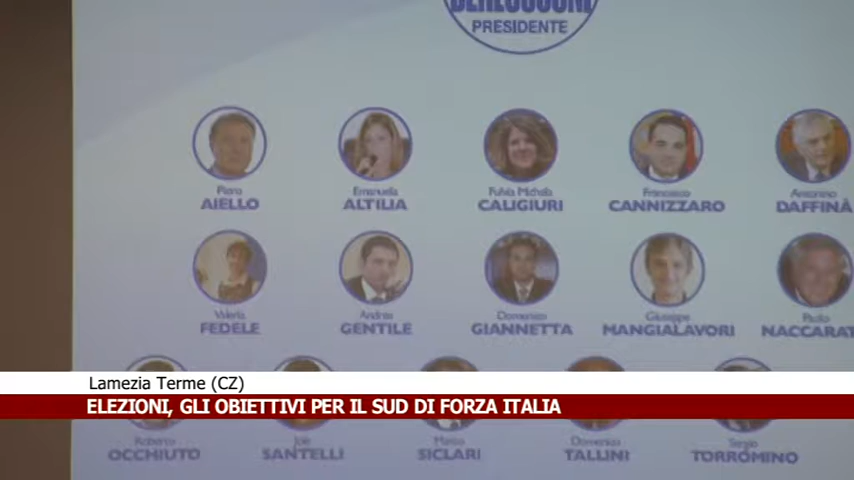 BERLUSCONI
PRESIDENTE
Piero
AIELLO
Emanuela
ALTILIA
Fulvia Michela
CALIGIURI
Francesco
CANNIZZARO
Antonino
DAFFINÀ
Valeria
FEDELE
Andrea
GENTILE
Domenico
GIANNETTA
Giuseppe
MANGIALAVORI
Paolo
NACCARAT
Lamezia Terme (CZ)
ELEZIONI, GLI OBIETTIVI PER IL SUD DI FORZA ITALIA
Roberto
OCCHIUTO
Jole
SANTELLI
Marco
SICLARI
Domenico
TALLINI
Sergio
TORROMINO